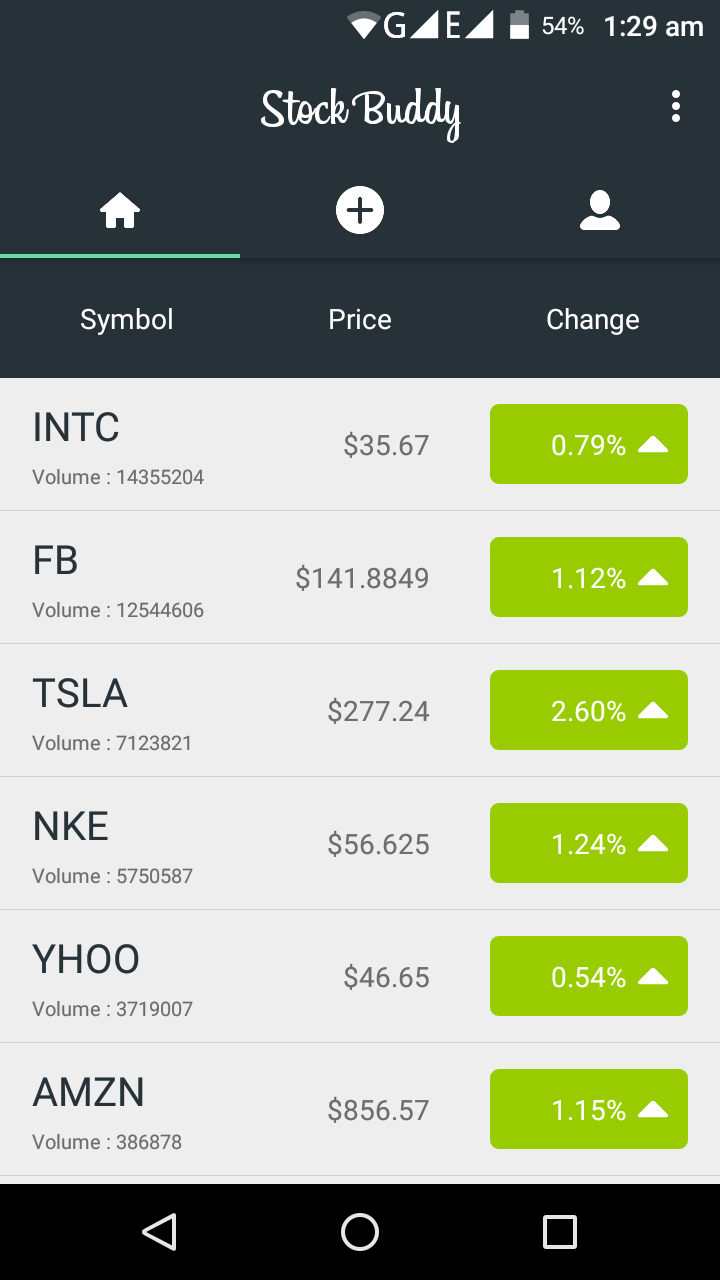 G E 54% 1:29 am
Stock Buddy
Symbol Price Change
INTC
$35.67 0.79%
Volume : 14355204
FB
$141.8849 1.12%
Volume : 12544606
TSLA
$277.24 2.60%
Volume : 7123821
NKE
$56.625 1.24%
Volume : 5750587
YHOO
$46.65 0.54%
Volume : 3719007
AMZN
$856.57 1.15%
Volume : 386878